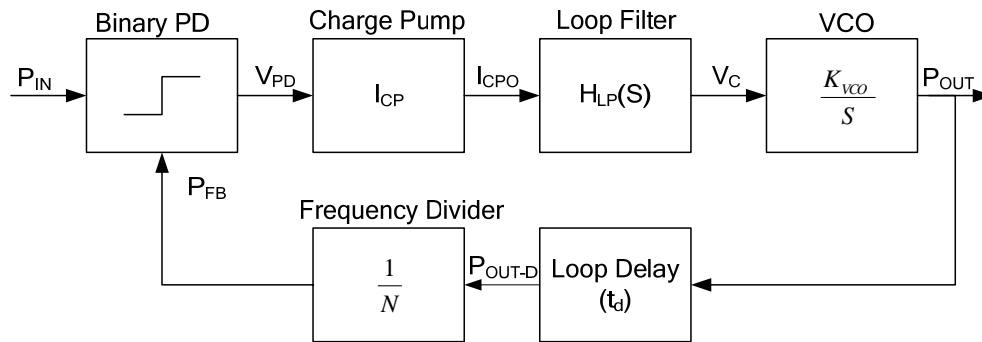 Binary PD
Charge Pump
Loop Filter
VCO
P_IN
V_PD
I_CP
I_CPO
H_LP(S)
V_C
K_VCO
S
P_OUT
P_FB
Frequency Divider
1
N
P_OUT-D
Loop Delay
(t_d)